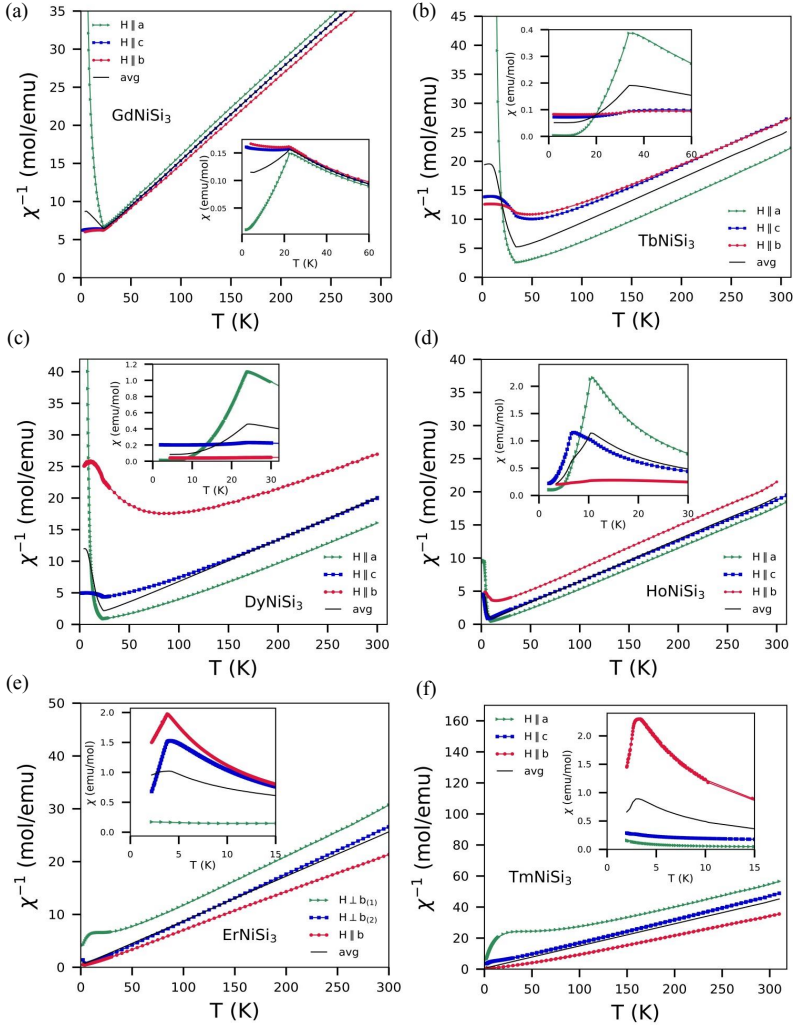 (a)
35
30
25
20
15
10
5
0
χ⁻¹ (mol/emu)
H ∥ a
H ∥ c
H ∥ b
avg
GdNiSi₃
0.15
0.10
0.05
χ (emu/mol)
0 20 40 60
T (K)
0 50 100 150 200 250 300
T (K)
(b)
45
40
35
30
25
20
15
10
5
0
χ⁻¹ (mol/emu)
0.4
0.3
0.2
0.1
0.0
χ (emu/mol)
0 20 40 60
T (K)
TbNiSi₃
H ∥ a
H ∥ c
H ∥ b
avg
0 50 100 150 200 250 300
T (K)
(c)
40
35
30
25
20
15
10
5
0
χ⁻¹ (mol/emu)
1.2
1.0
0.8
0.6
0.4
0.2
0.0
χ (emu/mol)
0 10 20 30
T (K)
DyNiSi₃
H ∥ a
H ∥ c
H ∥ b
avg
0 50 100 150 200 250 300
T (K)
(d)
40
35
30
25
20
15
10
5
0
χ⁻¹ (mol/emu)
2.0
1.5
1.0
0.5
0.0
χ (emu/mol)
0 10 20 30
T (K)
HoNiSi₃
H ∥ a
H ∥ c
H ∥ b
avg
0 50 100 150 200 250 300
T (K)
(e)
50
40
30
20
10
0
χ⁻¹ (mol/emu)
2.0
1.5
1.0
0.5
0.0
χ (emu/mol)
0 5 10 15
T (K)
ErNiSi₃
H ⊥ b₍₁₎
H ⊥ b₍₂₎
H ∥ b
avg
0 50 100 150 200 250 300
T (K)
(f)
160
140
120
100
80
60
40
20
0
χ⁻¹ (mol/emu)
H ∥ a
H ∥ c
H ∥ b
avg
2.0
1.5
1.0
0.5
0.0
χ (emu/mol)
0 5 10 15
T (K)
TmNiSi₃
0 50 100 150 200 250 300
T (K)